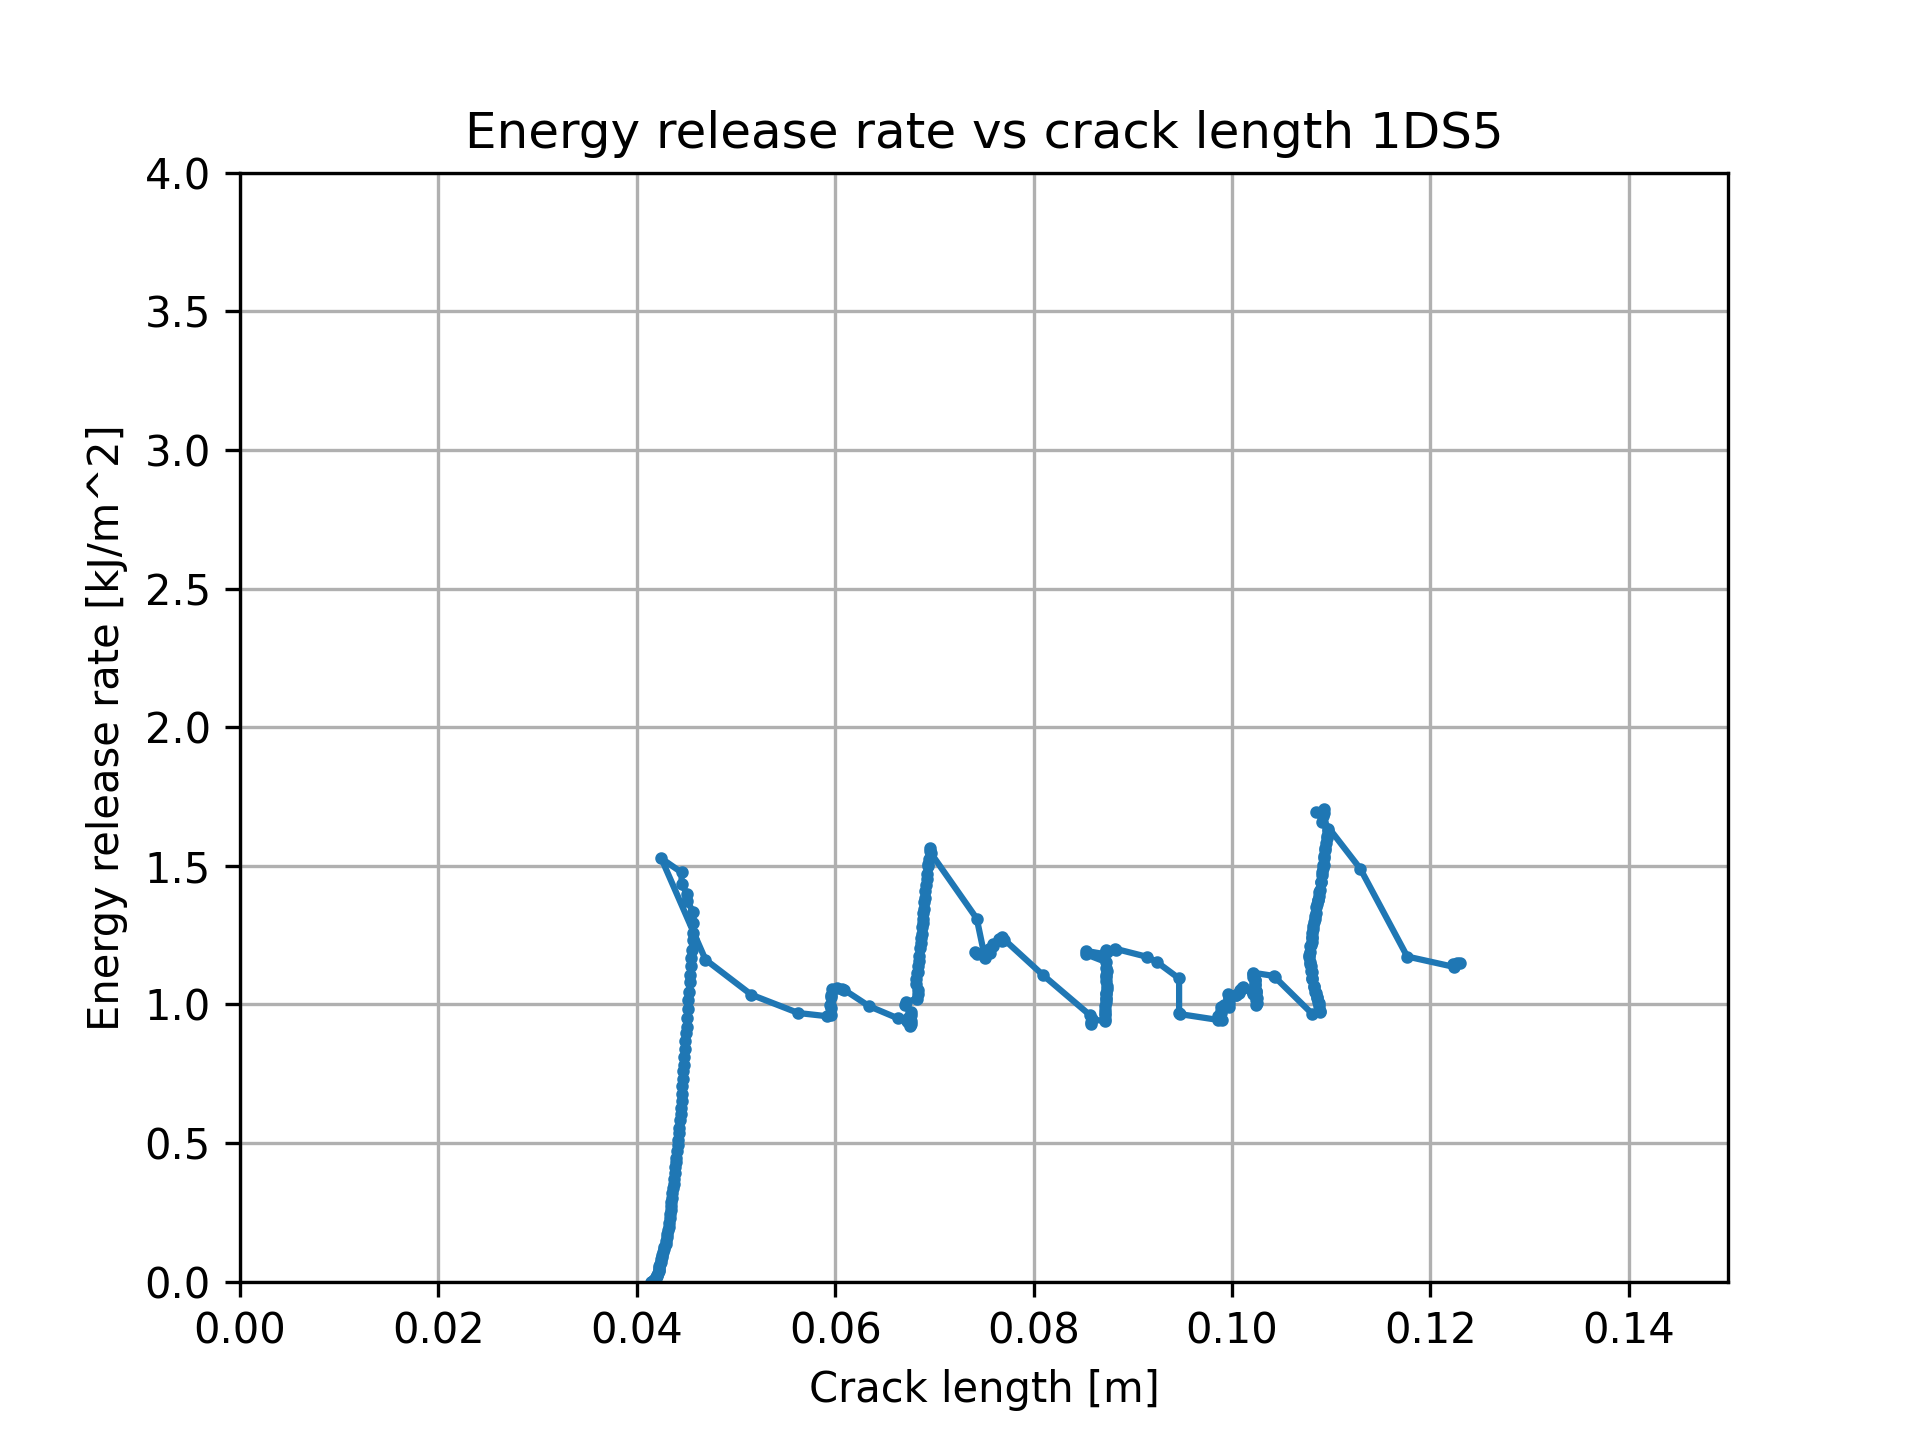 Energy release rate vs crack length 1DS5
4.0
3.5
3.0
2.5
2.0
1.5
1.0
0.5
0.0
Energy release rate [kJ/m^2]
0.00 0.02 0.04 0.06 0.08 0.10 0.12 0.14
Crack length [m]